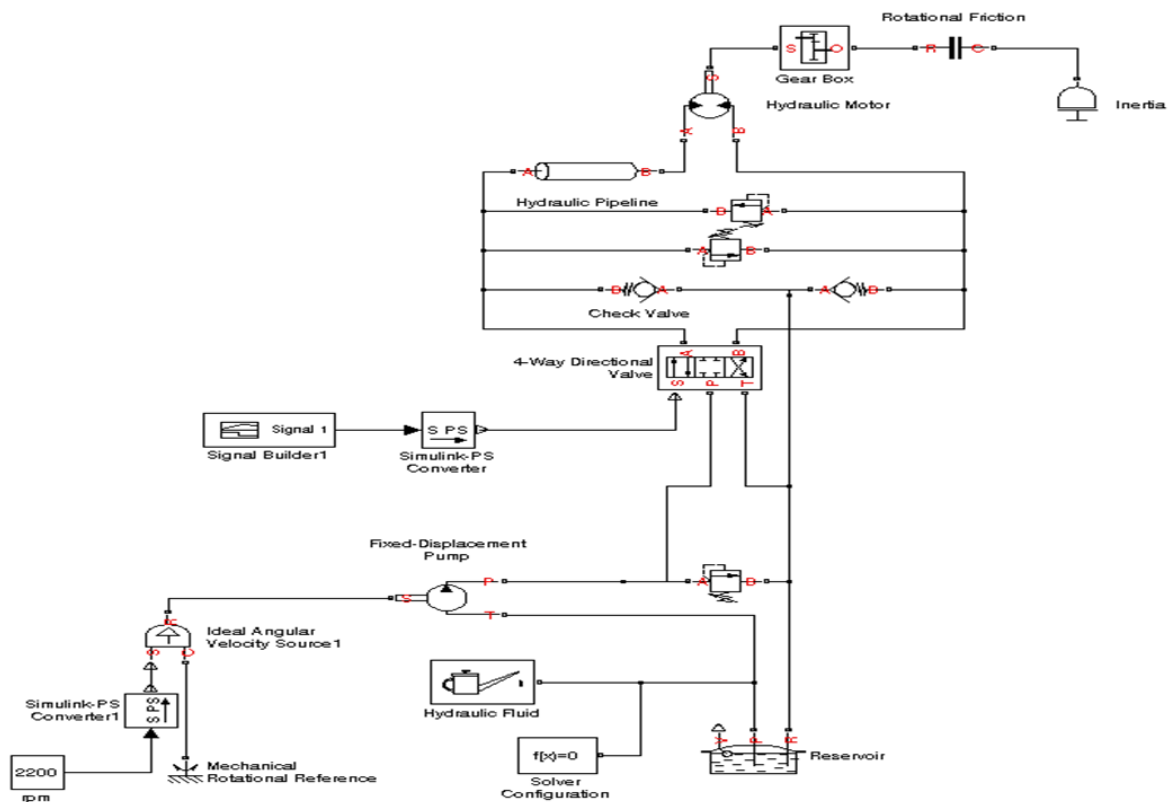 Rotational Friction
S O
R C
Gear Box
Hydraulic Motor
Inertia
A B
A B
Hydraulic Pipeline
A
A B
A A
Check Valve
4-Way Directional
Valve
A B
S P T
Signal 1
S PS
Signal Builder1
Simulink-PS
Converter
Fixed-Displacement
Pump
P
S
T
A
R
Ideal Angular
Velocity Source1
S
Simulink-PS
Converter1
S PS
Hydraulic Fluid
f(x)=0
Solver
Configuration
Mechanical
Rotational Reference
2200
rpm
P R
Reservoir